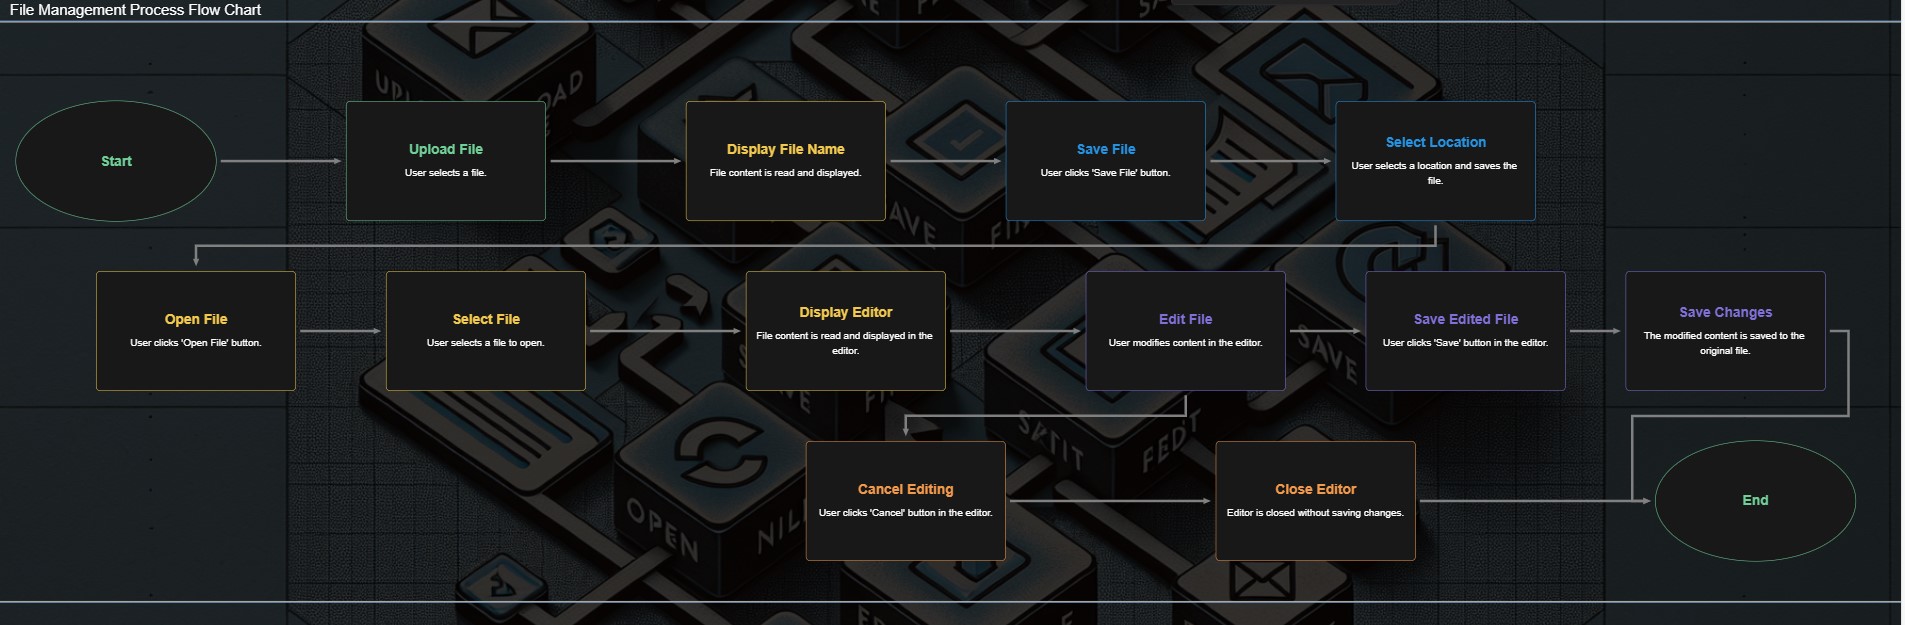 File Management Process Flow Chart
Start
Upload File
User selects a file.
Display File Name
File content is read and displayed.
Save File
User clicks 'Save File' button.
Select Location
User selects a location and saves the
file.
Open File
User clicks 'Open File' button.
Select File
User selects a file to open.
Display Editor
File content is read and displayed in the
editor.
Edit File
User modifies content in the editor.
Save Edited File
User clicks 'Save' button in the editor.
Save Changes
The modified content is saved to the
original file.
Cancel Editing
User clicks 'Cancel' button in the editor.
Close Editor
Editor is closed without saving changes.
End
OPEN
SAVE